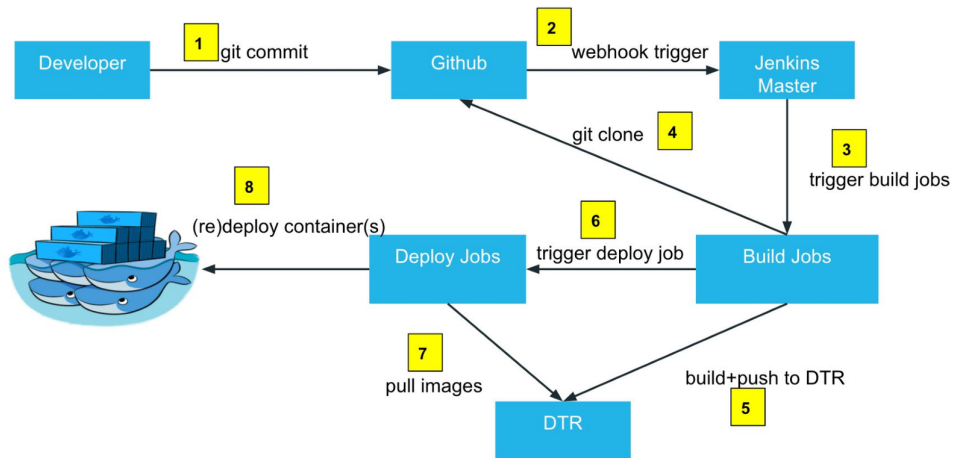 1
git commit
2
webhook trigger
Developer
Github
Jenkins
Master
git clone
4
3
trigger build jobs
8
(re)deploy container(s)
6
trigger deploy job
Deploy Jobs
Build Jobs
7
pull images
build+push to DTR
5
DTR